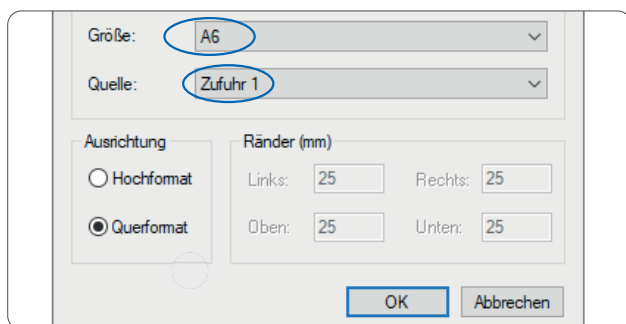 Größe: A6
Quelle: Zufuhr 1
Ausrichtung Ränder (mm)
Hochformat Links: 25 Rechts: 25
Querformat Oben: 25 Unten: 25
OK Abbrechen